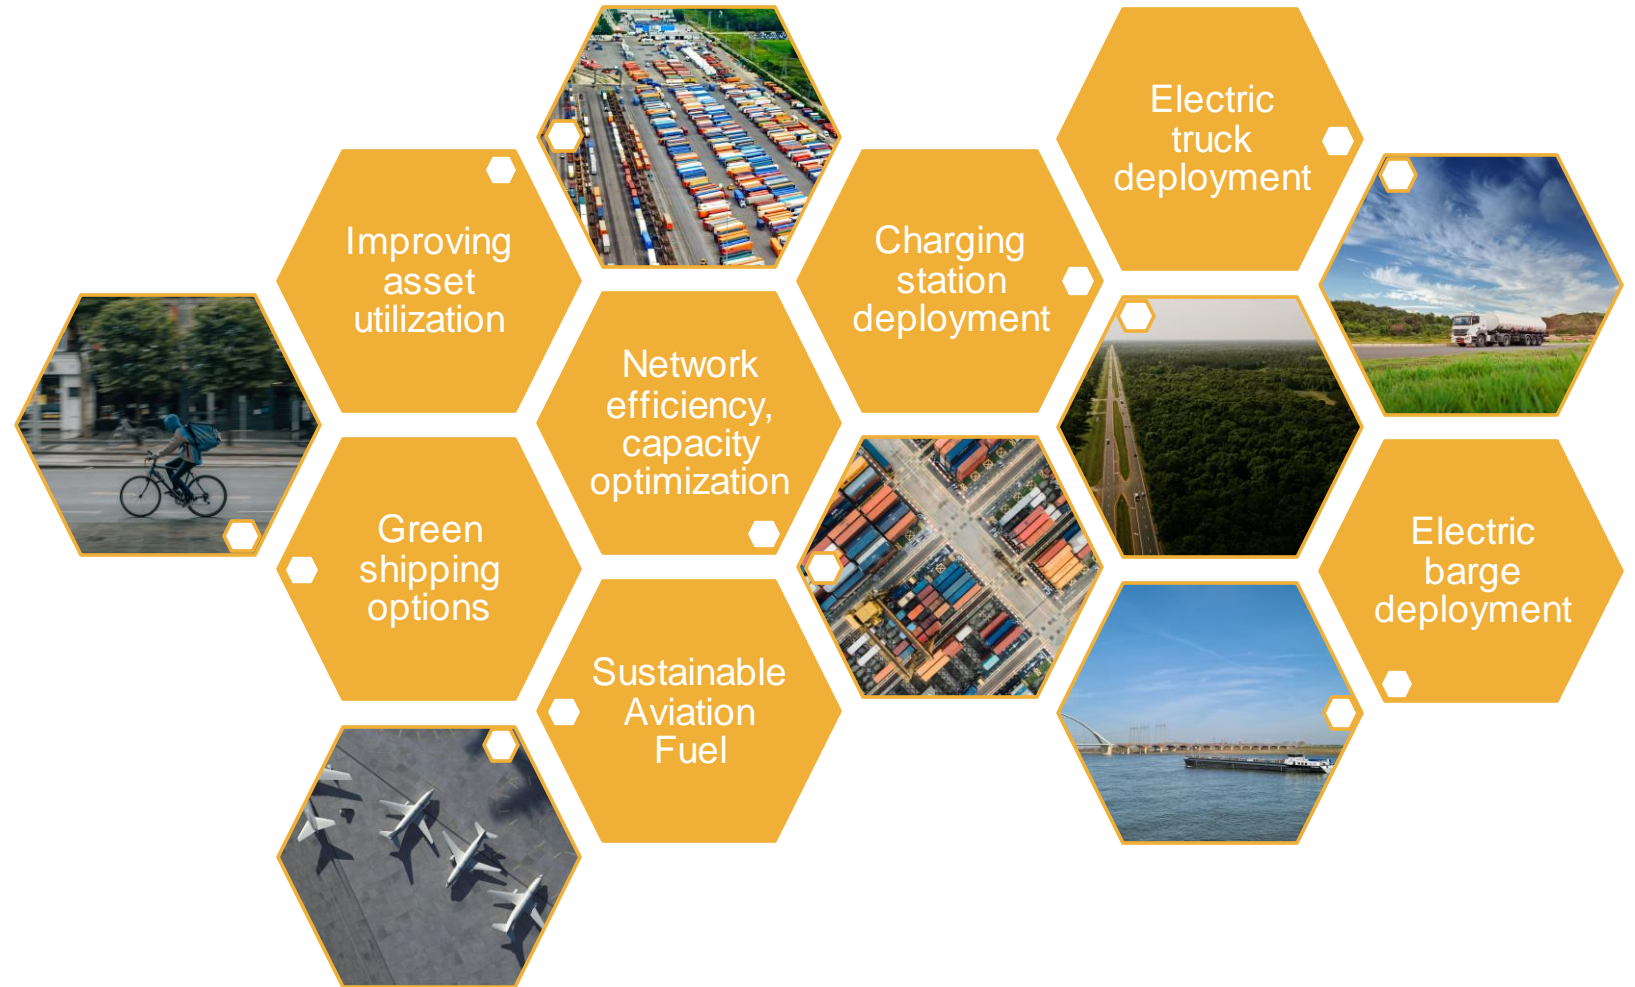 Improving
asset
utilization
Green
shipping
options
Network
efficiency,
capacity
optimization
Sustainable
Aviation
Fuel
Charging
station
deployment
Electric
truck
deployment
Electric
barge
deployment